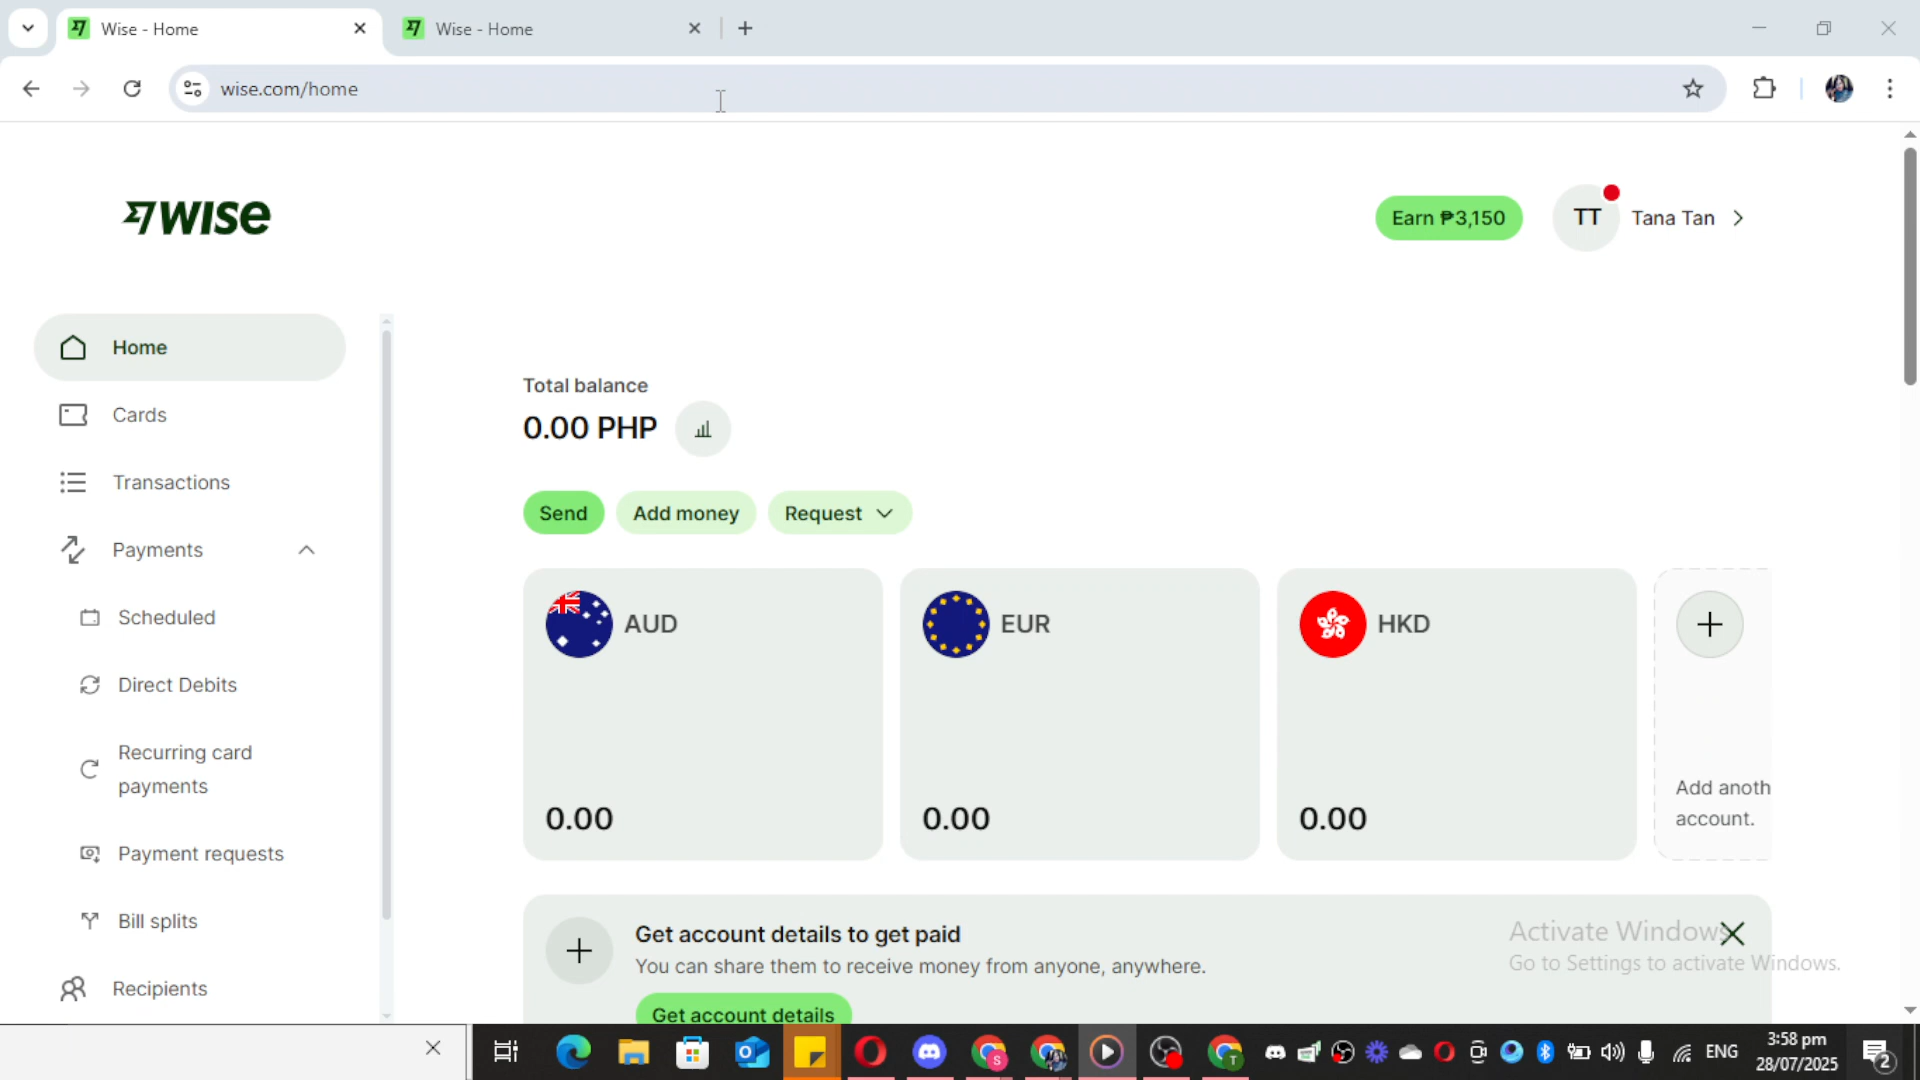 Wise - Home
Wise - Home
wise.com/home
WISE
Earn ₱3,150
TT
Tana Tan
Home
Cards
Transactions
Payments
Scheduled
Direct Debits
Recurring card
payments
Payment requests
Bill splits
Recipients
Total balance
0.00 PHP
Send
Add money
Request
AUD
0.00
EUR
0.00
HKD
0.00
Add anoth
account.
Get account details to get paid
You can share them to receive money from anyone, anywhere.
Get account details
Activate Windows
Go to Settings to activate Windows.
S
T
ENG
3:58 pm
28/07/2025
2